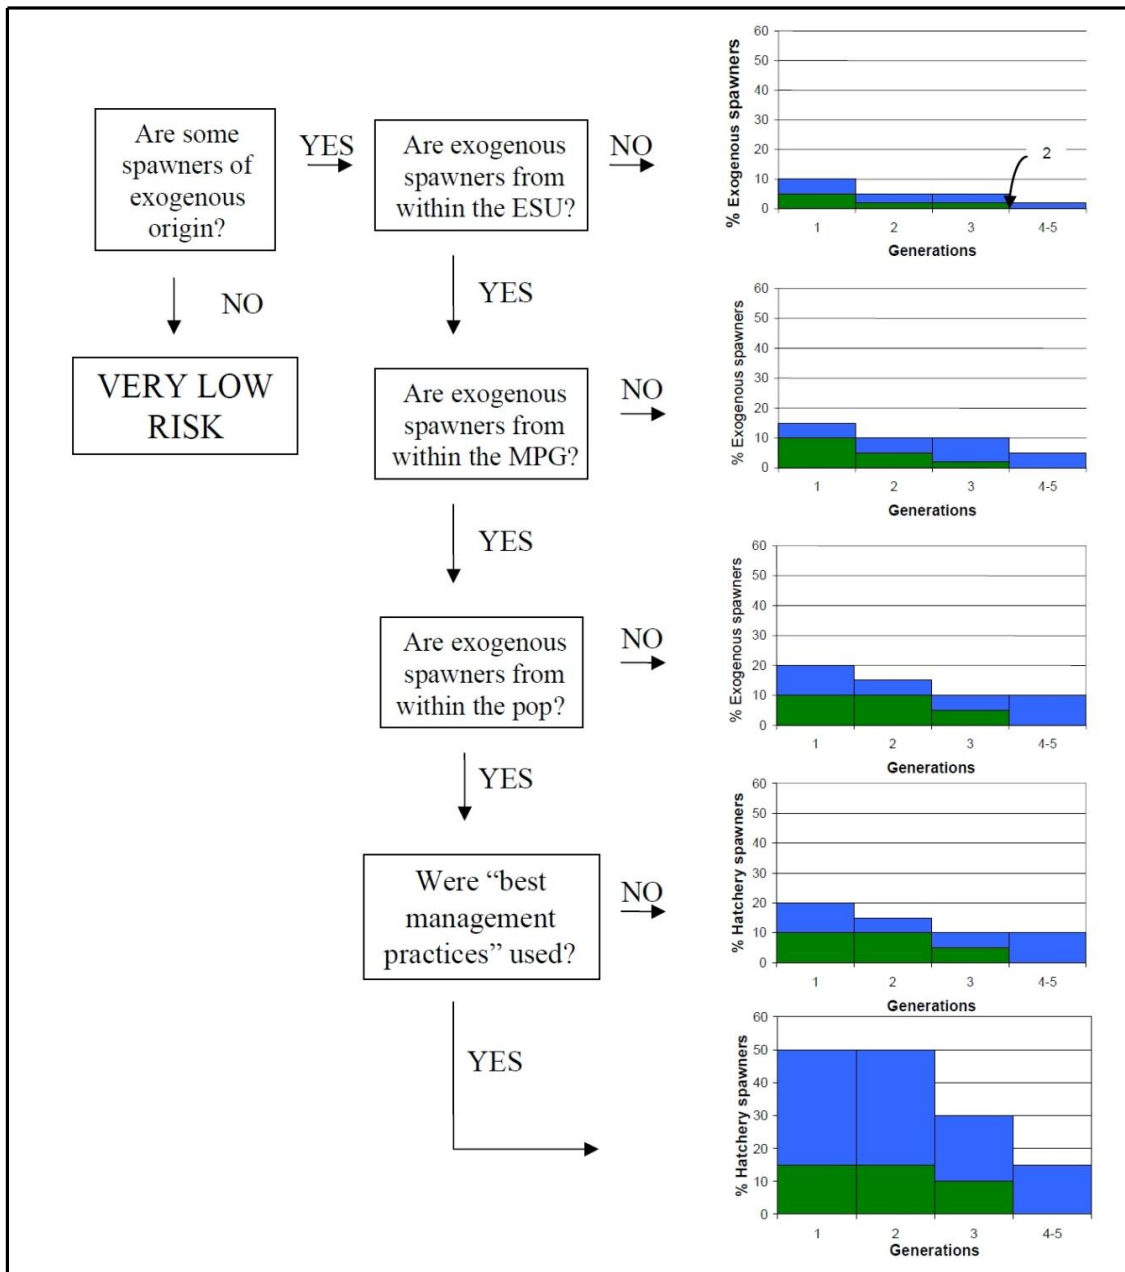 Are some
spawners of
exogenous
origin?
YES
Are exogenous
spawners from
within the ESU?
NO
60
50
40
30
20
10
0
% Exogenous spawners
2
1
2
3
4-5
Generations
NO
YES
VERY LOW
RISK
Are exogenous
spawners from
within the MPG?
NO
60
50
40
30
20
10
0
% Exogenous spawners
1
2
3
4-5
Generations
YES
Are exogenous
spawners from
within the pop?
NO
60
50
40
30
20
10
0
% Exogenous spawners
1
2
3
4-5
Generations
YES
Were “best
management
practices” used?
NO
60
50
40
30
20
10
0
% Hatchery spawners
1
2
3
4-5
Generations
YES
60
50
40
30
20
10
0
% Hatchery spawners
1
2
3
4-5
Generations